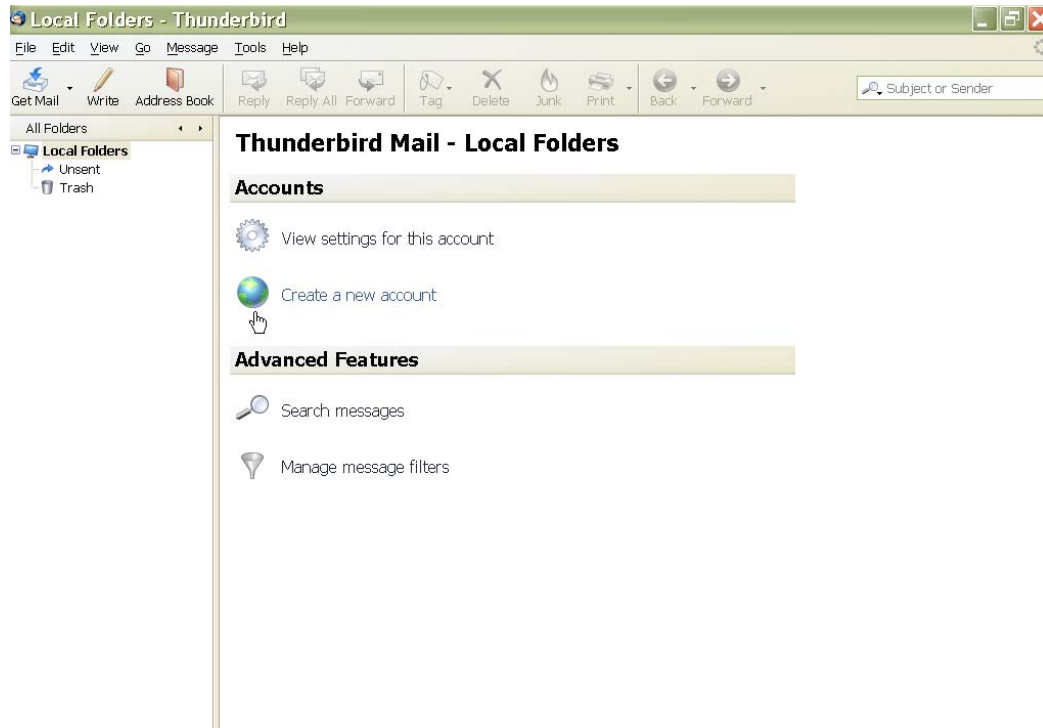 Local Folders - Thunderbird
File Edit View Go Message Tools Help
Get Mail Write Address Book Reply Reply All Forward Tag Delete Junk Print Back Forward Subject or Sender
All Folders
Local Folders
Unsent
Trash
Thunderbird Mail - Local Folders
Accounts
View settings for this account
Create a new account
Advanced Features
Search messages
Manage message filters